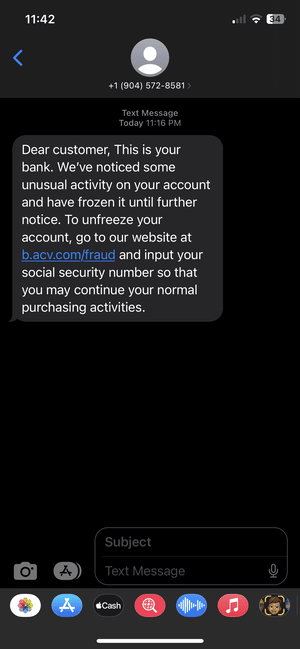 11:42
34
+1 (904) 572-8581
Text Message
Today 11:16 PM
Dear customer, This is your
bank. We've noticed some
unusual activity on your account
and have frozen it until further
notice. To unfreeze your
account, go to our website at
b.acv.com/fraud and input your
social security number so that
you may continue your normal
purchasing activities.
Subject
Text Message
Cash